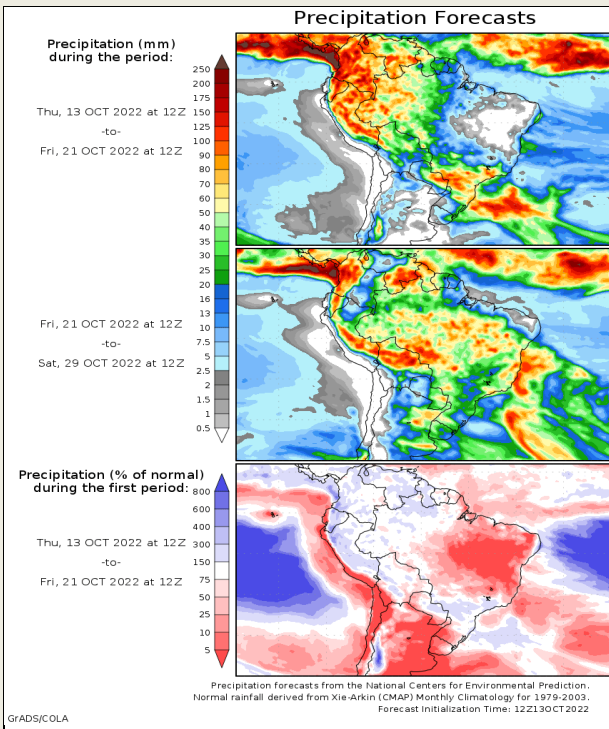 Precipitation Forecasts
Precipitation (mm)
during the period:
Thu, 13 OCT 2022 at 12Z
-to-
Fri, 21 OCT 2022 at 12Z
250
200
175
150
125
100
90
80
70
60
50
40
35
30
25
20
16
13
10
7.5
5
2.5
2
1.5
1
0.5
Fri, 21 OCT 2022 at 12Z
-to-
Sat, 29 OCT 2022 at 12Z
Precipitation (% of normal)
during the first period:
Thu, 13 OCT 2022 at 12Z
-to-
Fri, 21 OCT 2022 at 12Z
800
600
400
300
150
75
50
25
10
5
Precipitation forecasts from the National Centers for Environmental Prediction.
Normal rainfall derived from Xie-Arkin (CMAP) Monthly Climatology for 1979-2003.
Forecast Initialization Time: 12Z13OCT2022
GrADS/COLA